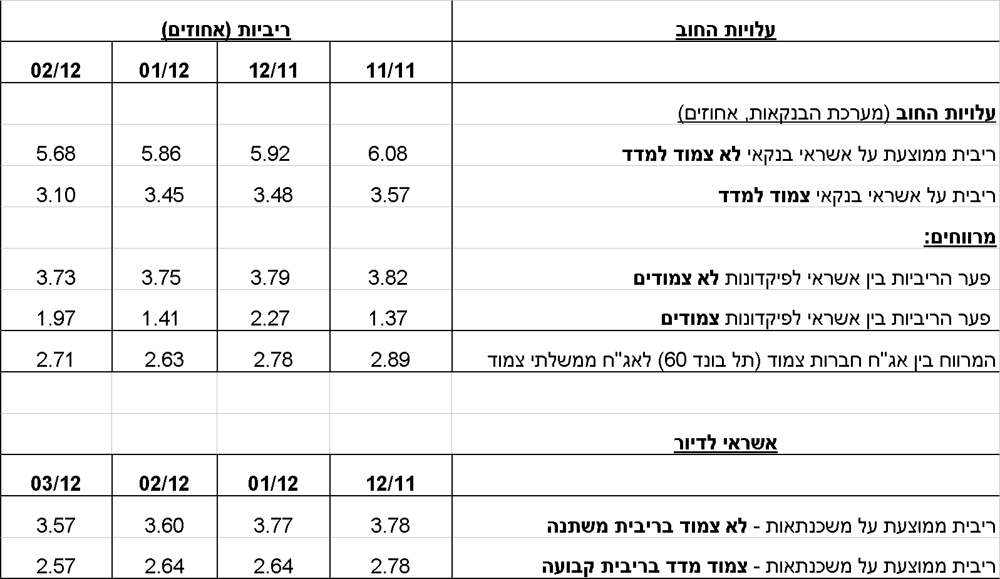 עלויות החוב ריביות (אחוזים)
11/11 12/11 01/12 02/12
עלויות החוב (מערכת הבנקאות, אחוזים)
ריבית ממוצעת על אשראי בנקאי לא צמוד למדד 6.08 5.92 5.86 5.68
ריבית על אשראי בנקאי צמוד למדד 3.57 3.48 3.45 3.10
מרווחים:
פער הריביות בין אשראי לפיקדונות לא צמודים 3.82 3.79 3.75 3.73
פער הריביות בין אשראי לפיקדונות צמודים 1.37 2.27 1.41 1.97
המרווח בין אג"ח חברות צמוד (תל בונד 60) לאג"ח ממשלתי צמוד 2.89 2.78 2.63 2.71
אשראי לדיור
12/11 01/12 02/12 03/12
ריבית ממוצעת על משכנתאות - לא צמוד בריבית משתנה 3.78 3.77 3.60 3.57
ריבית ממוצעת על משכנתאות - צמוד מדד בריבית קבועה 2.78 2.64 2.64 2.57